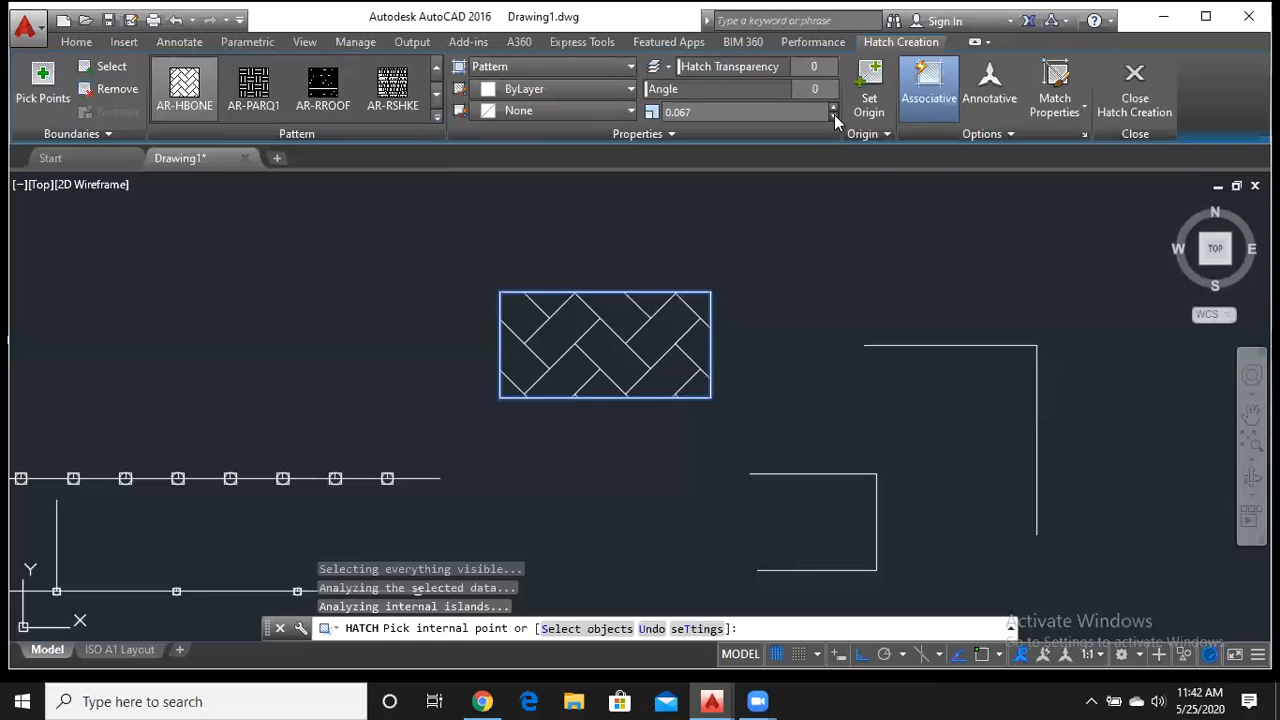 Autodesk AutoCAD 2016 Drawing1.dwg
Type a keyword or phrase
Sign In
Home Insert Annotate Parametric View Manage Output Add-ins A360 Express Tools Featured Apps BIM 360 Performance Hatch Creation
Pick Points
Select
Remove
Recreate
Boundaries
AR-HBONE AR-PARQ1 AR-RROOF AR-RSHKE
Pattern
Pattern
ByLayer
None
Hatch Transparency 0
Angle 0
0.067
Properties
Set
Origin
Origin
Associative
Annotative
Match
Properties
Options
Close
Hatch Creation
Close
Start Drawing1*
[−][Top][2D Wireframe]
N
W TOP E
S
WCS
Y
X
Selecting everything visible...
Analyzing the selected data...
Analyzing internal islands...
HATCH Pick internal point or [Select objects Undo seTtings]:
Activate Windows
Go to Settings to activate Windows.
Model ISO A1 Layout
MODEL 1:1
Type here to search
11:42 AM
5/25/2020